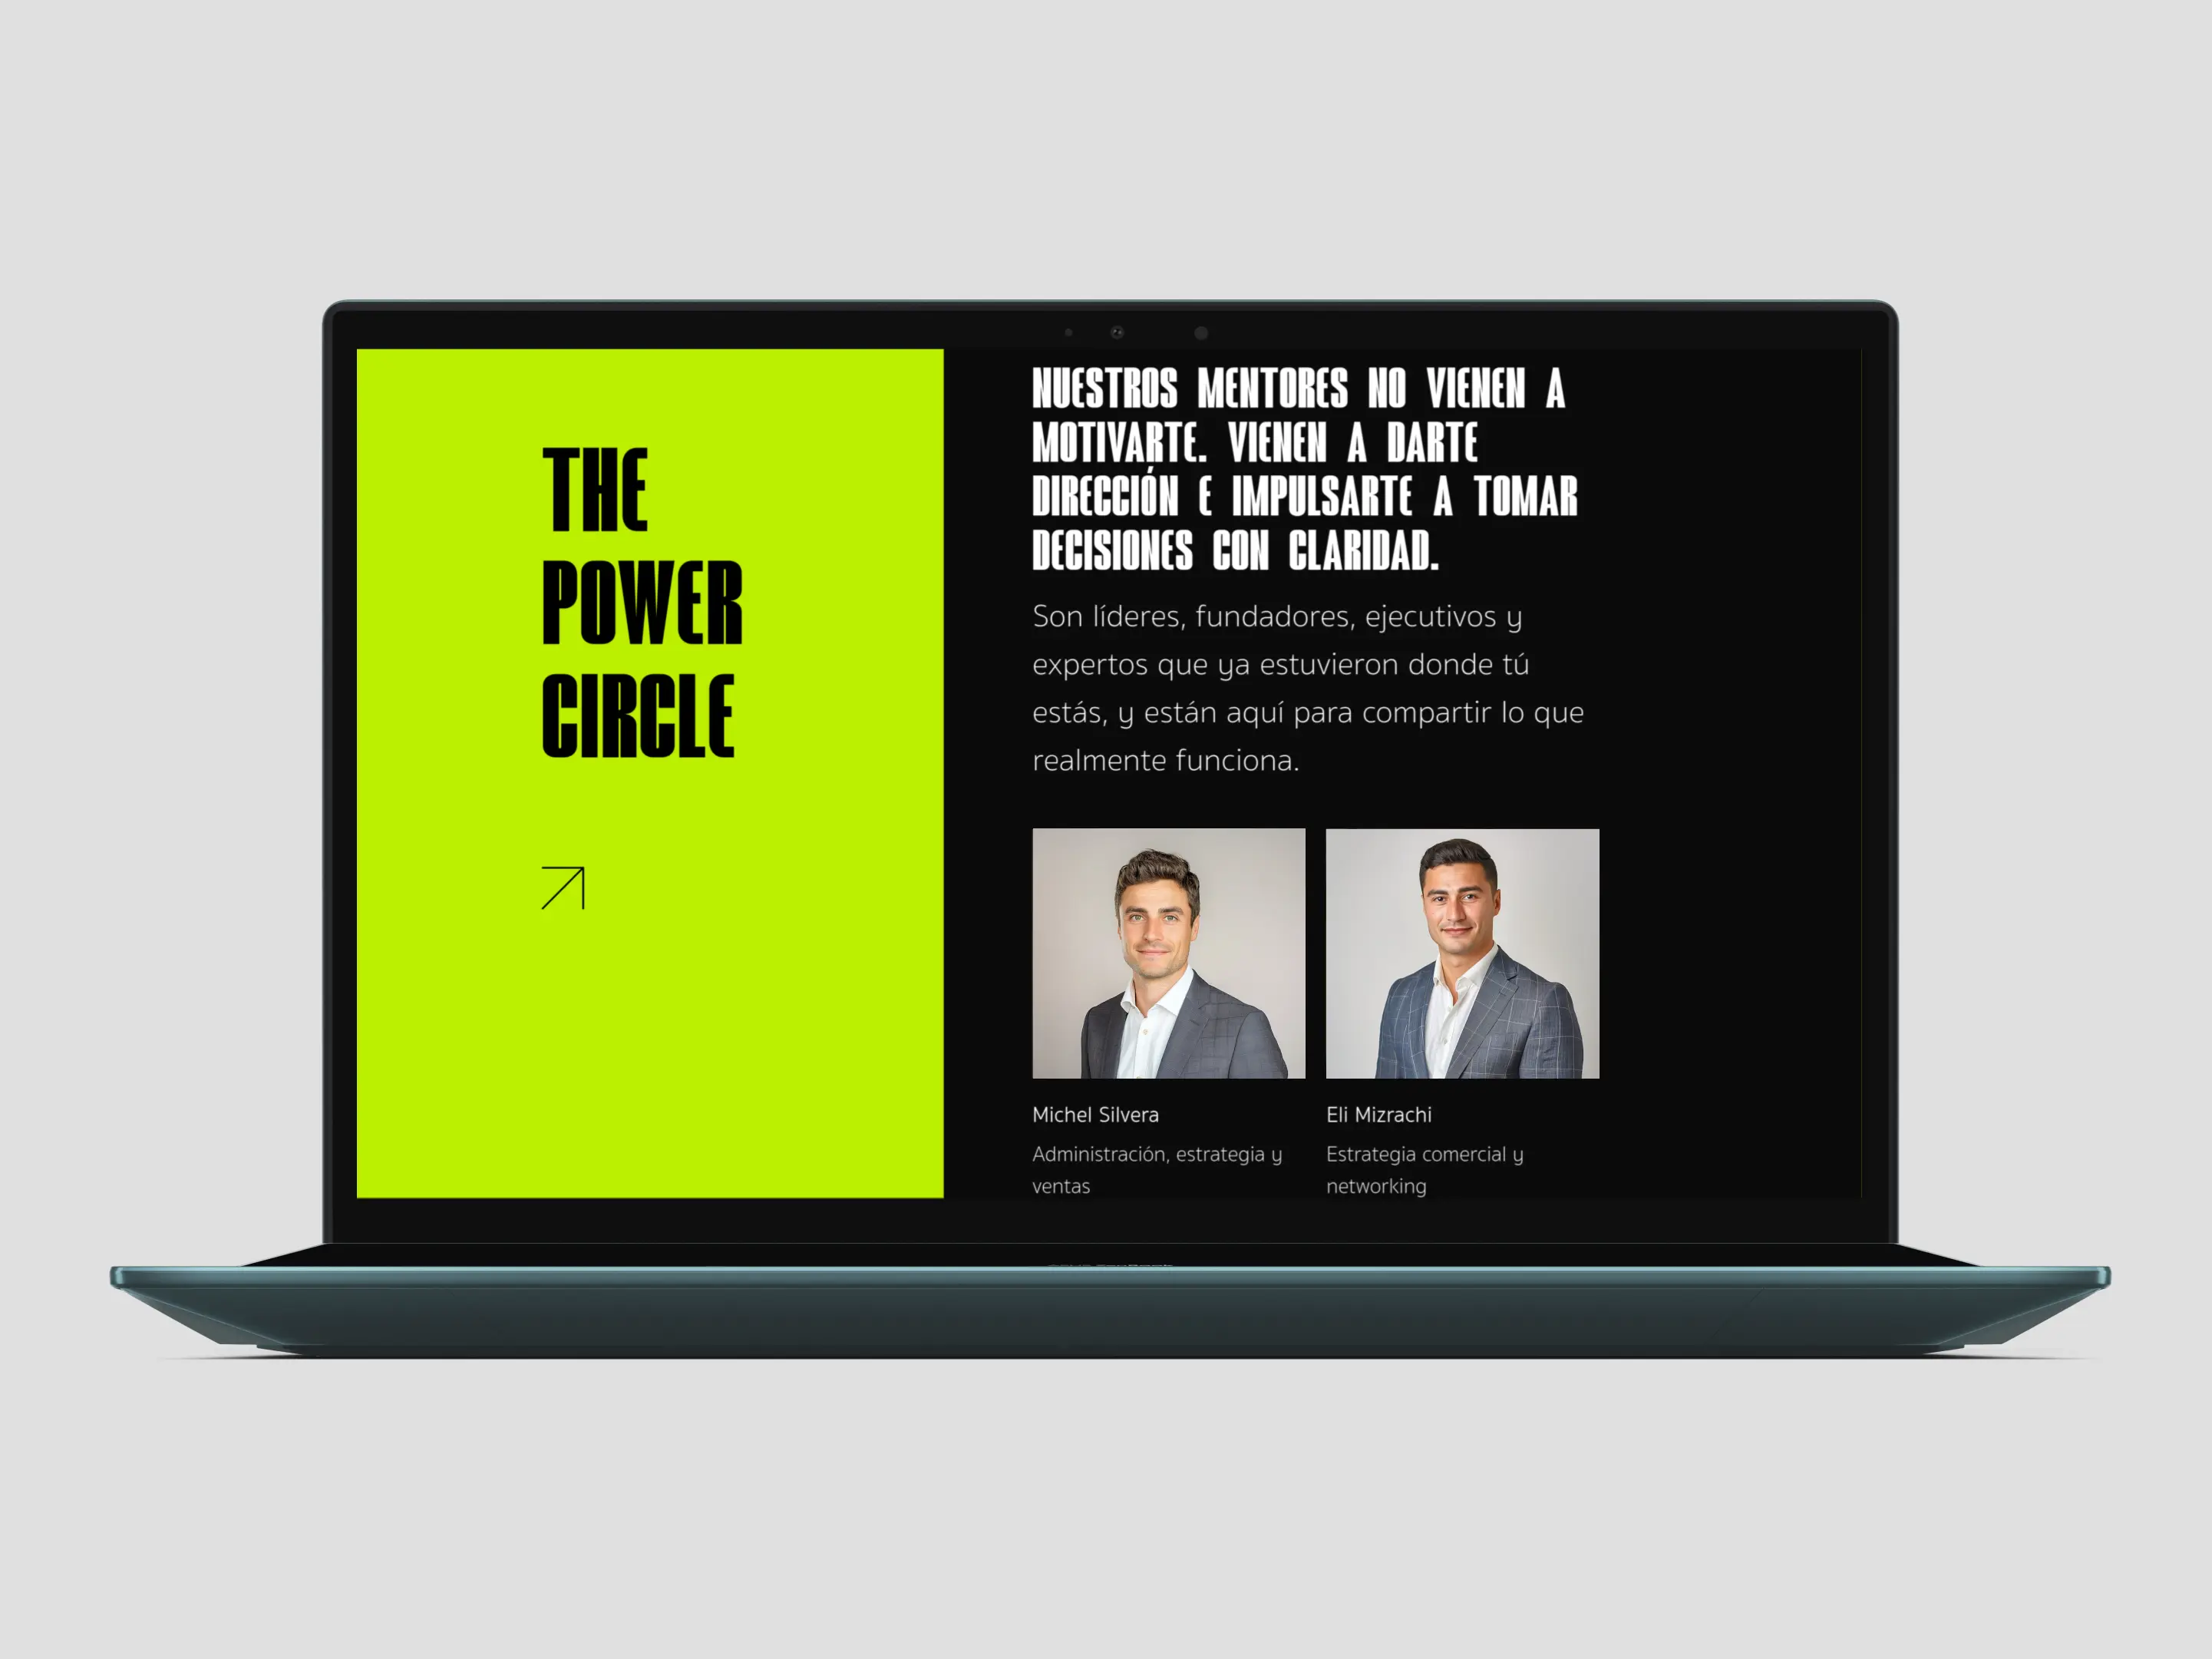 THE
POWER
CIRCLE
NUESTROS MENTORES NO VIENEN A
MOTIVARTE. VIENEN A DARTE
DIRECCIÓN E IMPULSARTE A TOMAR
DECISIONES CON CLARIDAD.
Son líderes, fundadores, ejecutivos y
expertos que ya estuvieron donde tú
estás, y están aquí para compartir lo que
realmente funciona.
Michel Silvera
Administración, estrategia y
ventas
Eli Mizrachi
Estrategia comercial y
networking